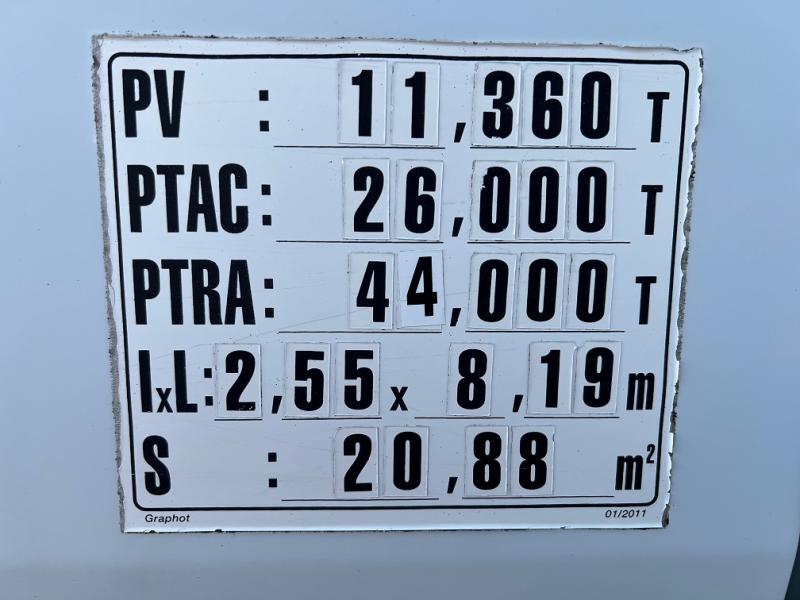 PV : 11,360 T
PTAC: 26,000 T
PTRA: 44,000 T
lxL: 2,55 x 8,19 m
S : 20,88 m²
Graphot 01/2011